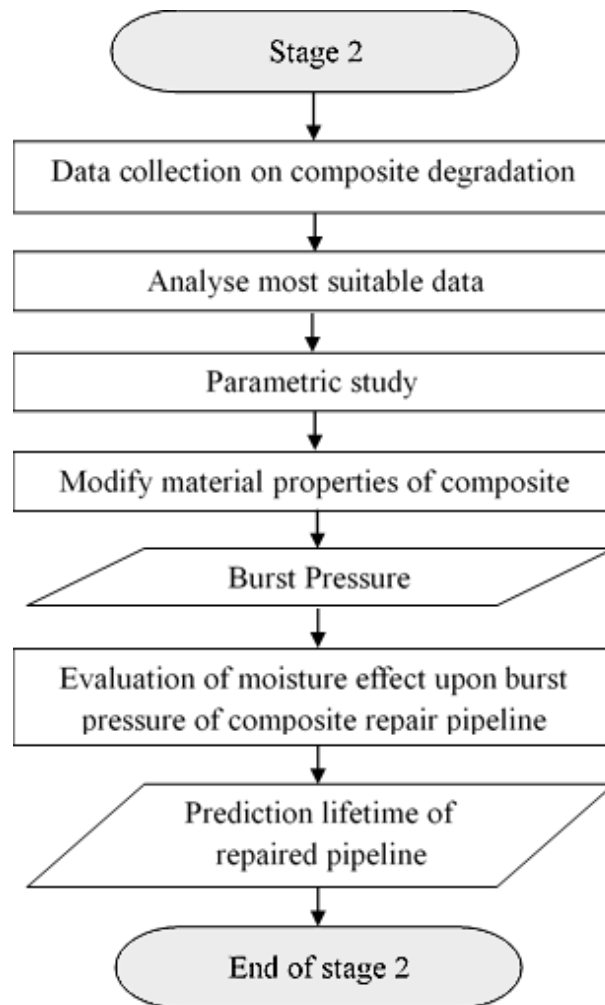 Stage 2
Data collection on composite degradation
Analyse most suitable data
Parametric study
Modify material properties of composite
Burst Pressure
Evaluation of moisture effect upon burst
pressure of composite repair pipeline
Prediction lifetime of
repaired pipeline
End of stage 2